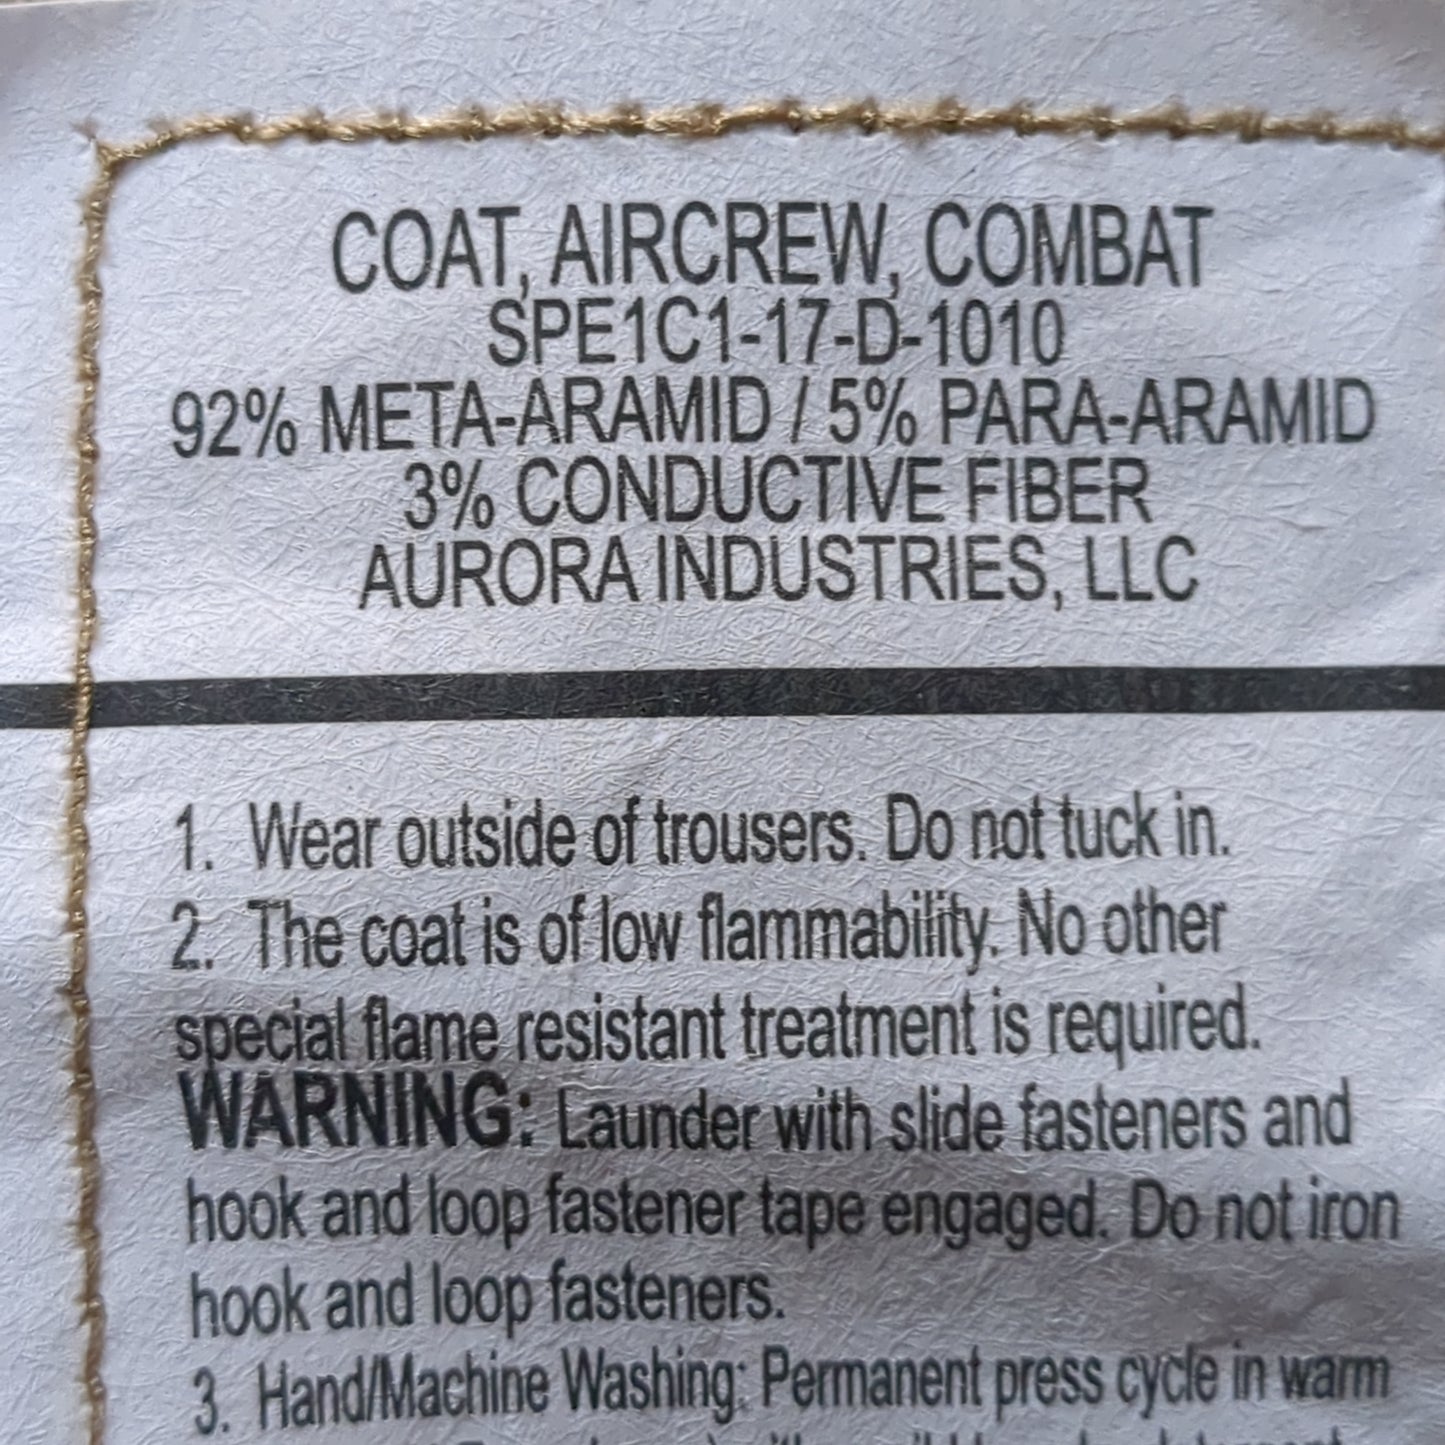 COAT, AIRCREW, COMBAT
SPE1C1-17-D-1010
92% META-ARAMID / 5% PARA-ARAMID
3% CONDUCTIVE FIBER
AURORA INDUSTRIES, LLC
1. Wear outside of trousers. Do not tuck in.
2. The coat is of low flammability. No other
special flame resistant treatment is required.
WARNING: Launder with slide fasteners and
hook and loop fastener tape engaged. Do not iron
hook and loop fasteners.
3. Hand/Machine Washing: Permanent press cycle in warm